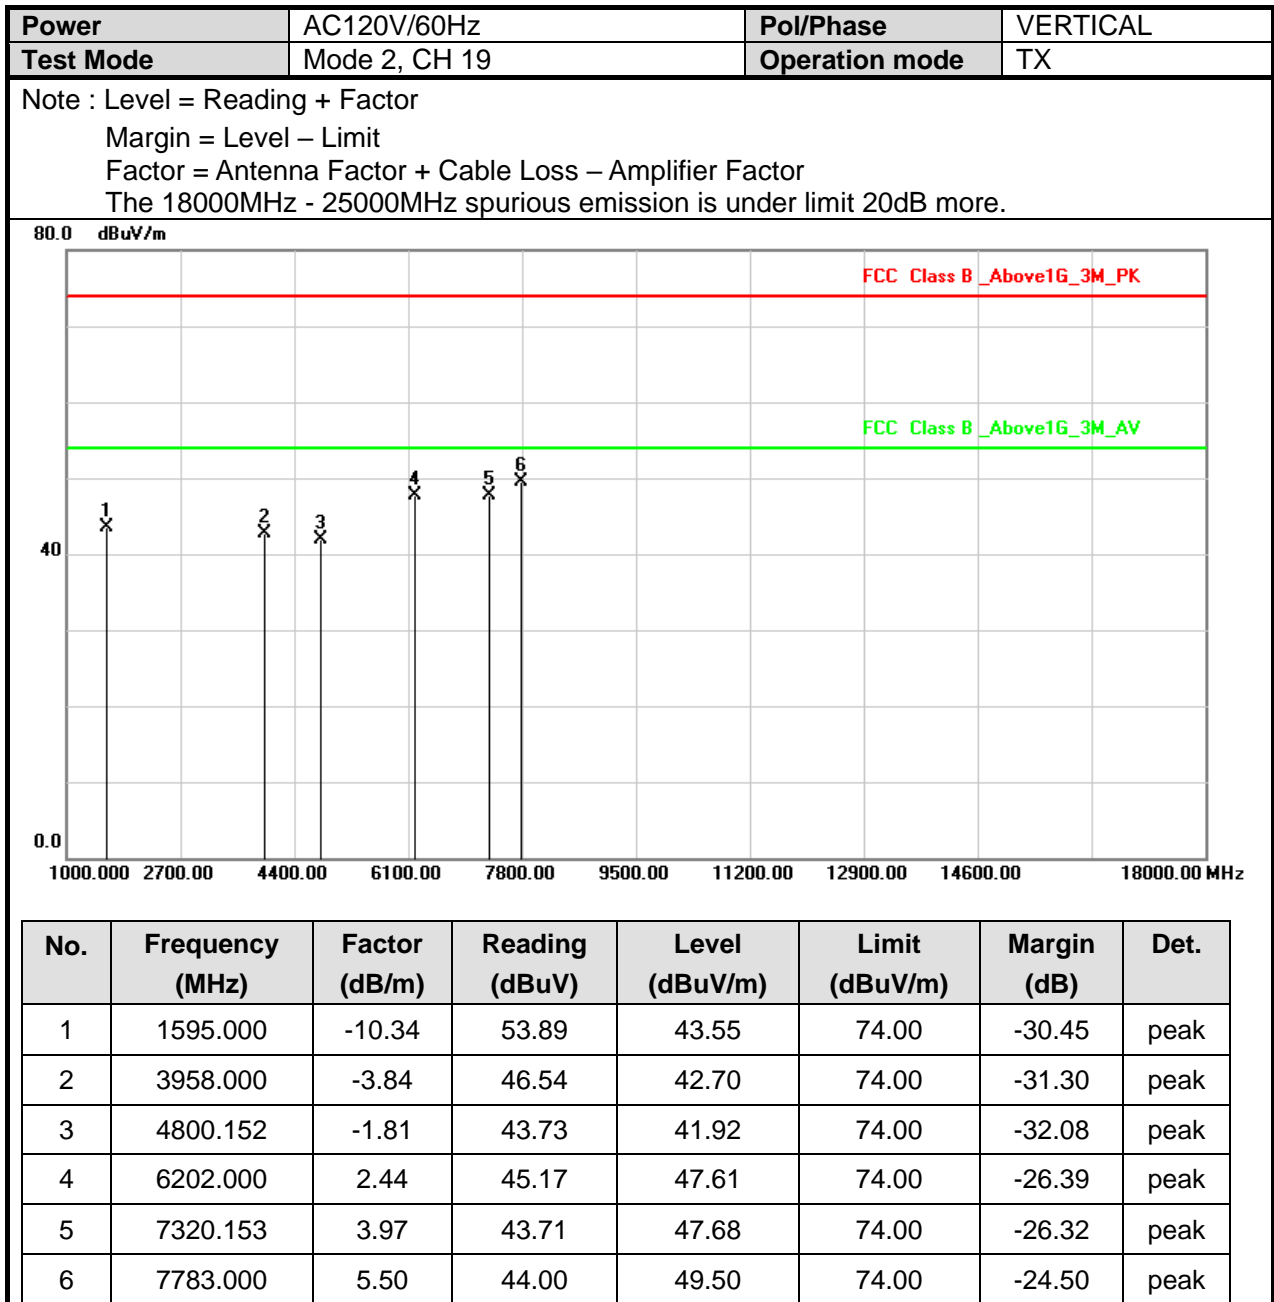 Power AC120V/60Hz Pol/Phase VERTICAL
Test Mode Mode 2, CH 19 Operation mode TX
Note : Level = Reading + Factor
Margin = Level – Limit
Factor = Antenna Factor + Cable Loss – Amplifier Factor
The 18000MHz - 25000MHz spurious emission is under limit 20dB more.
80.0 dBuV/m
FCC Class B _Above1G_3M_PK
FCC Class B _Above1G_3M_AV
1 2 3 4 5 6
40
0.0
1000.000 2700.00 4400.00 6100.00 7800.00 9500.00 11200.00 12900.00 14600.00 18000.00 MHz
No. Frequency Factor Reading Level Limit Margin Det.
(MHz) (dB/m) (dBuV) (dBuV/m) (dBuV/m) (dB)
1 1595.000 -10.34 53.89 43.55 74.00 -30.45 peak
2 3958.000 -3.84 46.54 42.70 74.00 -31.30 peak
3 4800.152 -1.81 43.73 41.92 74.00 -32.08 peak
4 6202.000 2.44 45.17 47.61 74.00 -26.39 peak
5 7320.153 3.97 43.71 47.68 74.00 -26.32 peak
6 7783.000 5.50 44.00 49.50 74.00 -24.50 peak